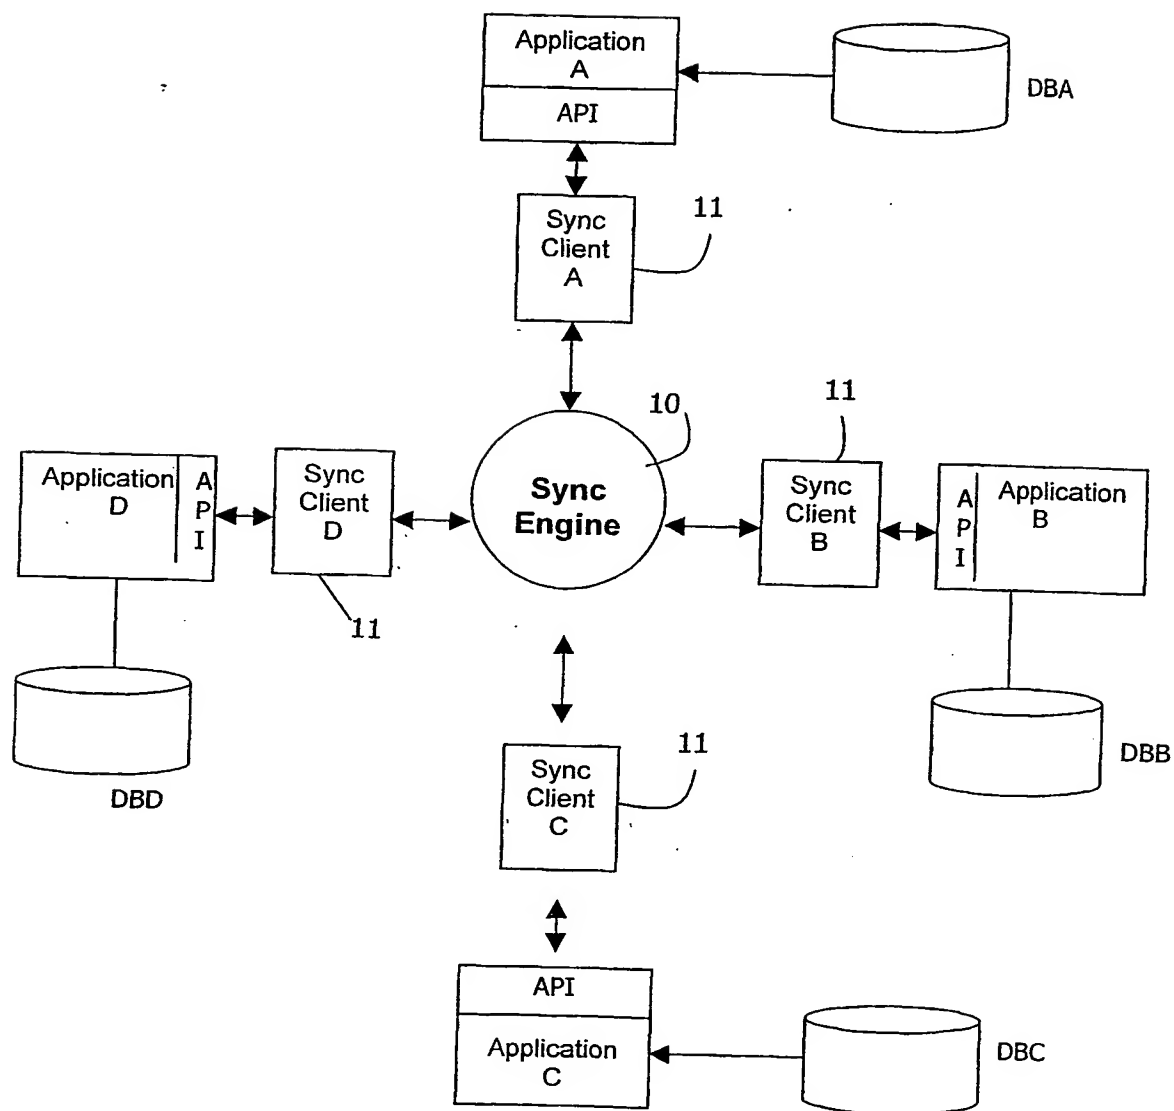 Application
A
API
DBA
Sync
Client
A
11
10
11
Application
D
A
P
I
Sync
Client
D
Sync
Engine
Sync
Client
B
A
P
I
Application
B
11
DBD
DBB
Sync
Client
C
11
API
Application
C
DBC